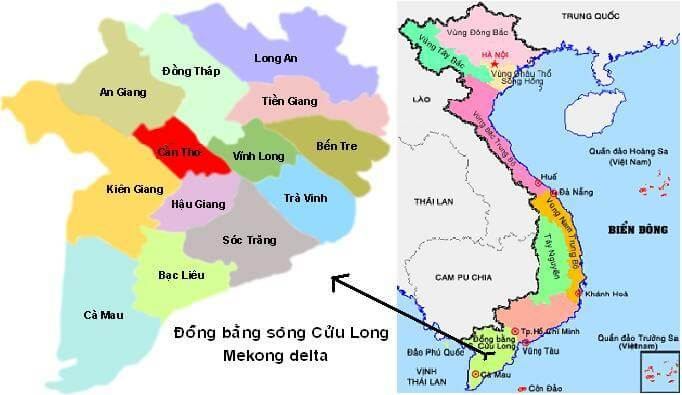 Long An
Đồng Tháp
An Giang
Tiền Giang
Cần Thơ
Vĩnh Long
Bến Tre
Kiên Giang
Hậu Giang
Trà Vinh
Sóc Trăng
Bạc Liêu
Cà Mau
Đồng bằng sông Cửu Long
Mekong delta
TRUNG QUỐC
Vùng Đông Bắc
Vùng Tây Bắc
HÀ NỘI
Vùng Châu Thổ
Sông Hồng
LÀO
Vùng Bắc Trung Bộ
Quần đảo Hoàng Sa
(Việt Nam)
Huế
Đà Nẵng
THÁI LAN
Vùng Nam Trung Bộ
BIỂN ĐÔNG
Tây Nguyên
CAM PU CHIA
Khánh Hoà
Tp. Hồ Chí Minh
Đồng bằng
Cửu Long
Quần đảo Trường Sa
(Việtnam)
Đảo Phú Quốc
Vũng Tàu
VỊNH
THÁI LAN
Cà Mau
Côn Đảo